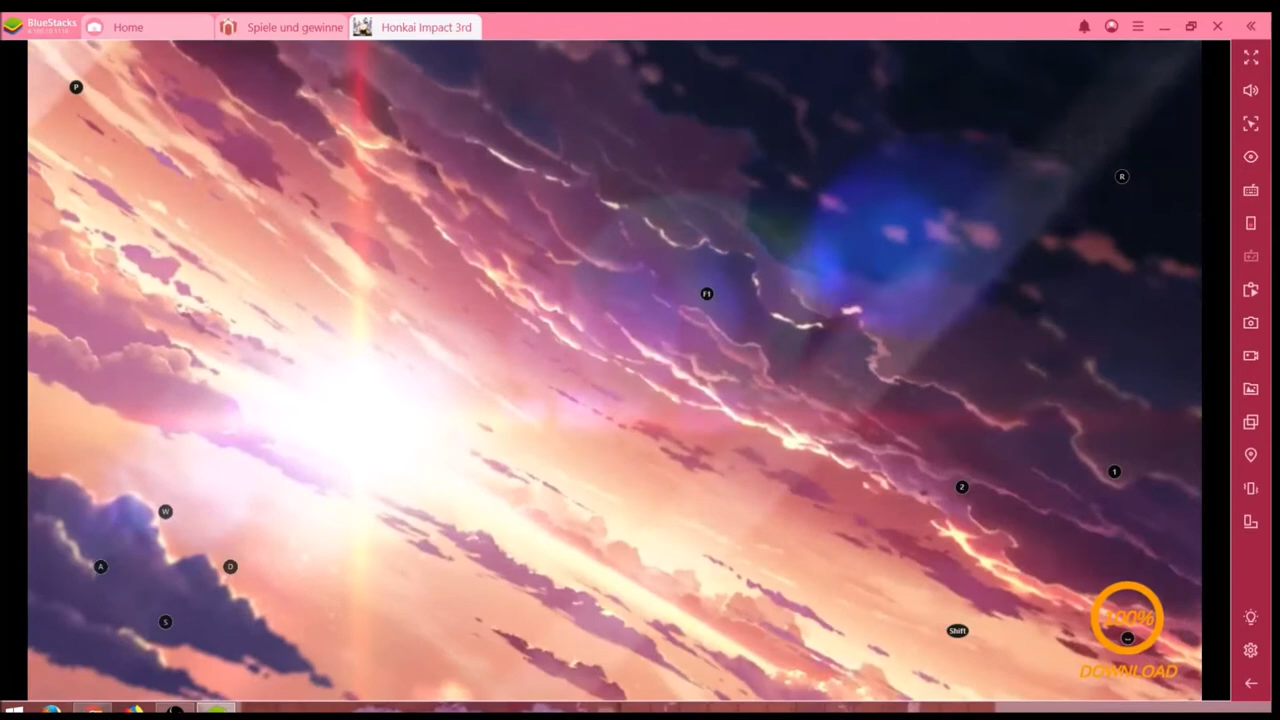 BlueStacks
Home
Spiele und gewinne
Honkai Impact 3rd
P
R
F1
2
1
W
A
D
S
Shift
100%
DOWNLOAD